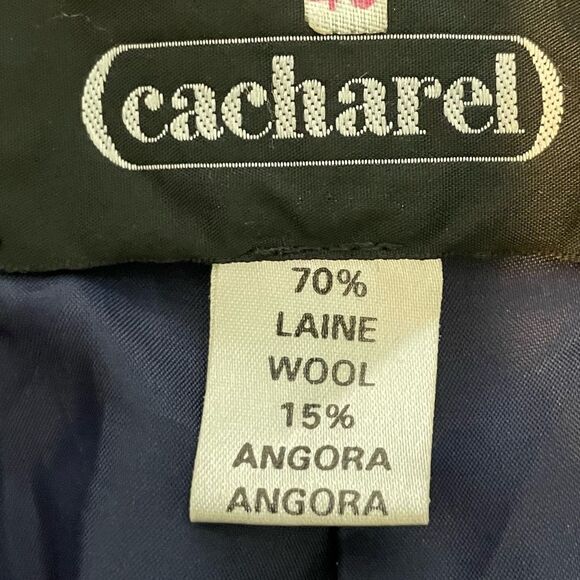 cacharel
70%
LAINE
WOOL
15%
ANGORA
ANGORA